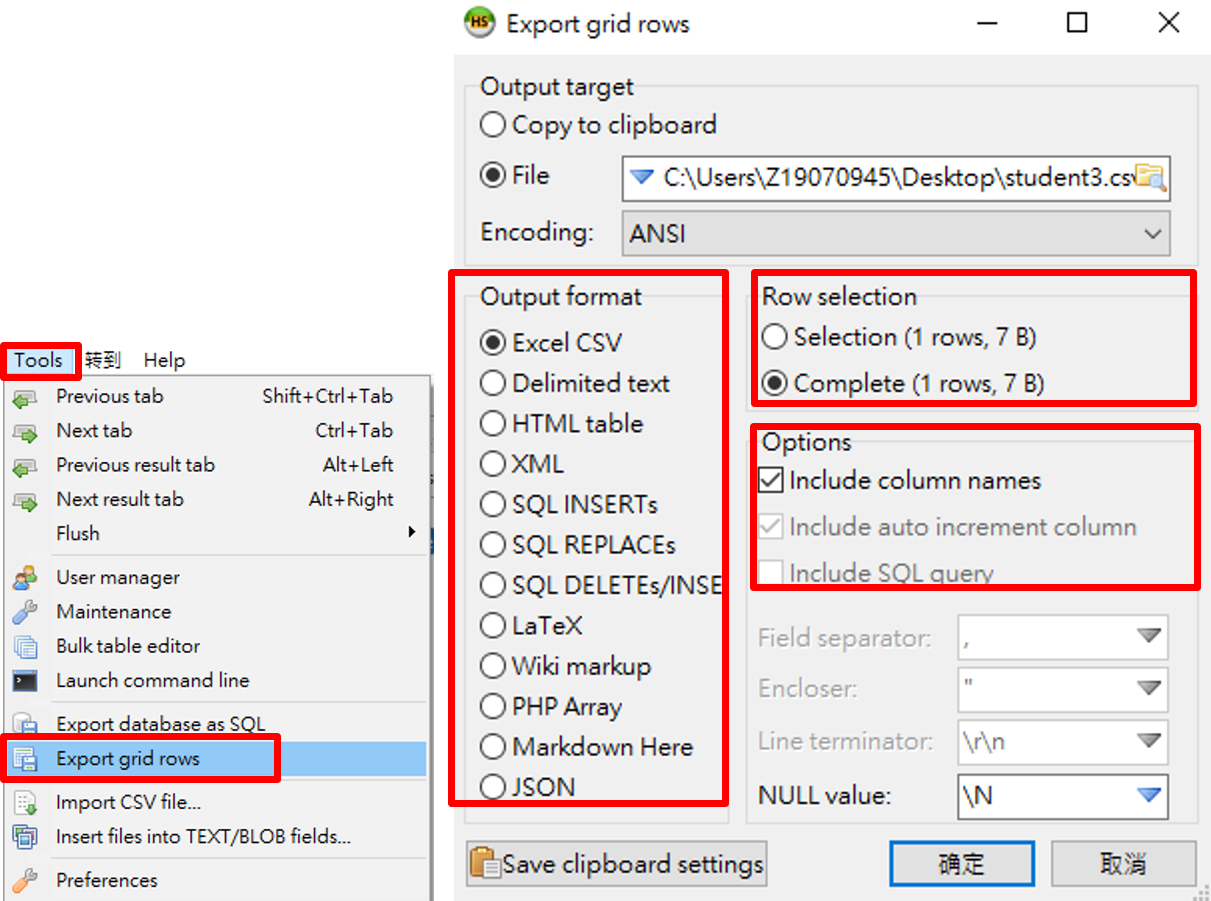 Tools 转到 Help
Previous tab Shift+Ctrl+Tab
Next tab Ctrl+Tab
Previous result tab Alt+Left
Next result tab Alt+Right
Flush
User manager
Maintenance
Bulk table editor
Launch command line
Export database as SQL
Export grid rows
Import CSV file...
Insert files into TEXT/BLOB fields...
Preferences
HS Export grid rows
Output target
Copy to clipboard
File C:\Users\Z19070945\Desktop\student3.csv
Encoding: ANSI
Output format
Excel CSV
Delimited text
HTML table
XML
SQL INSERTs
SQL REPLACEs
SQL DELETEs/INSE
LaTeX
Wiki markup
PHP Array
Markdown Here
JSON
Row selection
Selection (1 rows, 7 B)
Complete (1 rows, 7 B)
Options
Include column names
Include auto increment column
Include SQL query
Field separator: ,
Encloser: "
Line terminator: \r\n
NULL value: \N
Save clipboard settings 确定 取消